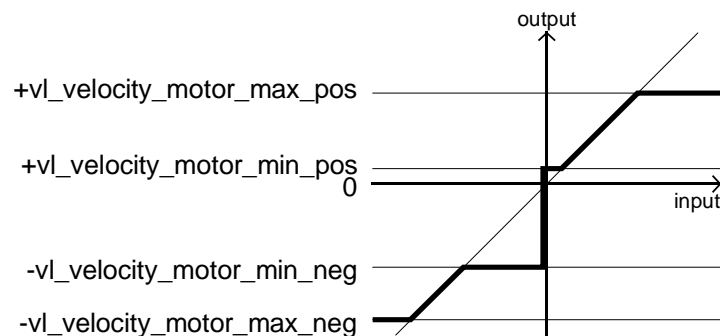 output
+vl_velocity_motor_max_pos
+vl_velocity_motor_min_pos
0
input
-vl_velocity_motor_min_neg
-vl_velocity_motor_max_neg